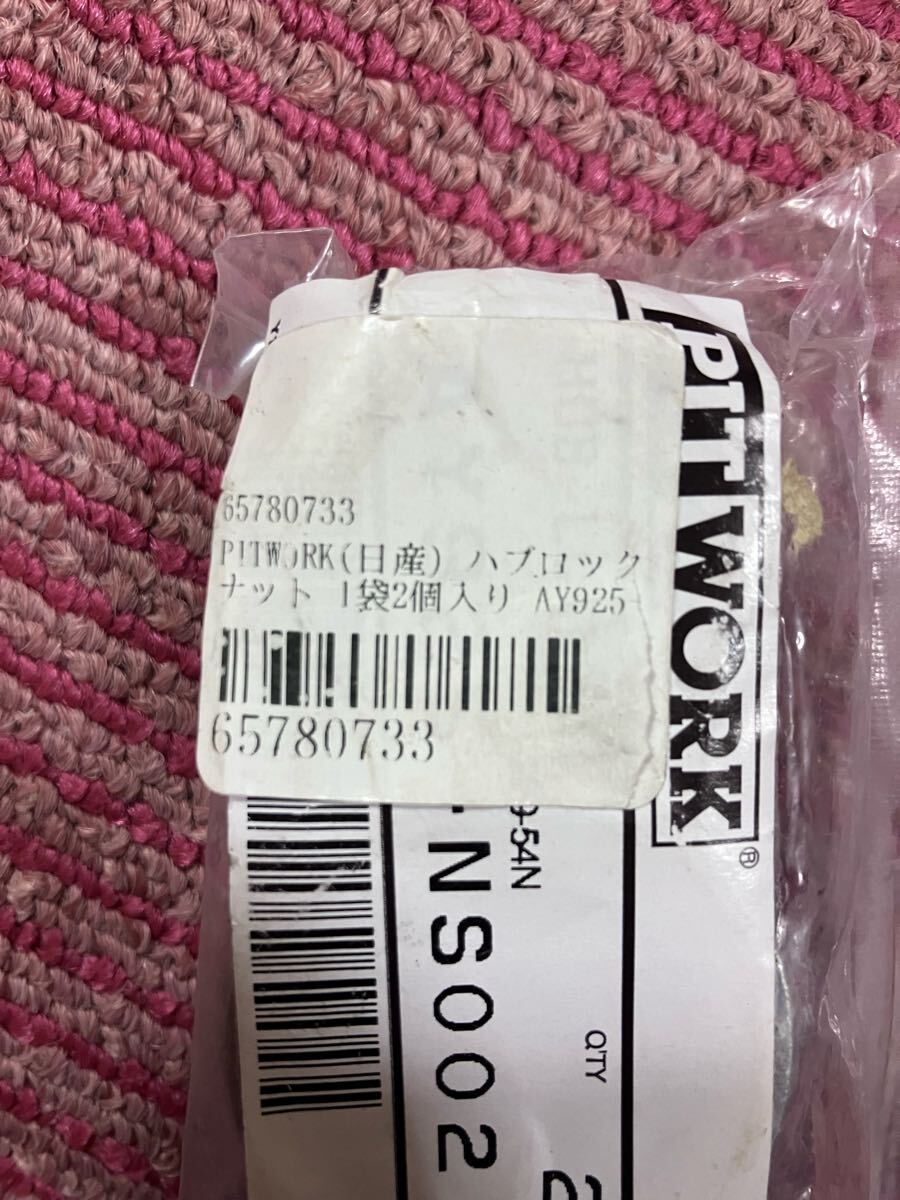 65780733
PITWORK(日産) ハブロック
ナット 1袋2個入り AY925-
65780733
PITWORK
®
-54N
-NS002
QTY